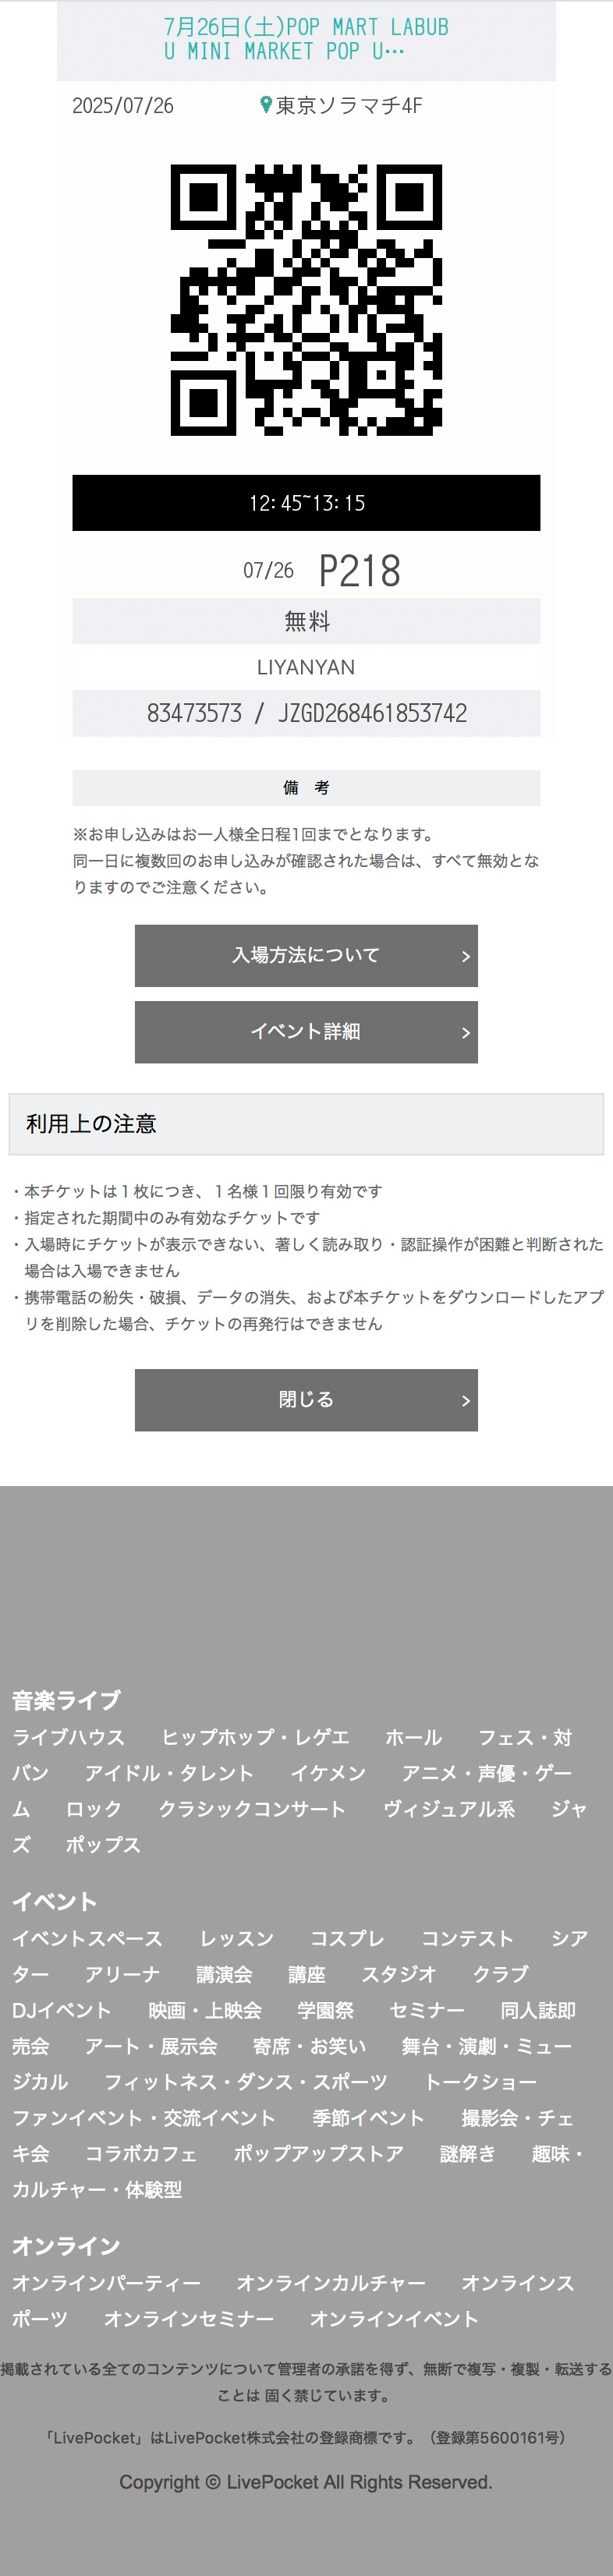 7月26日(土)POP MART LABUB
U MINI MARKET POP U…
2025/07/26
東京ソラマチ4F
12:45~13:15
07/26 P218
無料
LIYANYAN
83473573 / JZGD268461853742
備 考
※お申し込みはお一人様全日程1回までとなります。
同一日に複数回のお申し込みが確認された場合は、すべて無効とな
りますのでご注意ください。
入場方法について
イベント詳細
利用上の注意
・本チケットは１枚につき、１名様１回限り有効です
・指定された期間中のみ有効なチケットです
・入場時にチケットが表示できない、著しく読み取り・認証操作が困難と判断された
場合は入場できません
・携帯電話の紛失・破損、データの消失、および本チケットをダウンロードしたアプ
リを削除した場合、チケットの再発行はできません
閉じる
音楽ライブ
ライブハウス ヒップホップ・レゲエ ホール フェス・対
バン アイドル・タレント イケメン アニメ・声優・ゲー
ム ロック クラシックコンサート ヴィジュアル系 ジャ
ズ ポップス
イベント
イベントスペース レッスン コスプレ コンテスト シア
ター アリーナ 講演会 講座 スタジオ クラブ
DJイベント 映画・上映会 学園祭 セミナー 同人誌即
売会 アート・展示会 寄席・お笑い 舞台・演劇・ミュー
ジカル フィットネス・ダンス・スポーツ トークショー
ファンイベント・交流イベント 季節イベント 撮影会・チェ
キ会 コラボカフェ ポップアップストア 謎解き 趣味・
カルチャー・体験型
オンライン
オンラインパーティー オンラインカルチャー オンラインス
ポーツ オンラインセミナー オンラインイベント
掲載されている全てのコンテンツについて管理者の承諾を得ず、無断で複写・複製・転送する
ことは 固く禁じています。
「LivePocket」はLivePocket株式会社の登録商標です。（登録第5600161号）
Copyright © LivePocket All Rights Reserved.